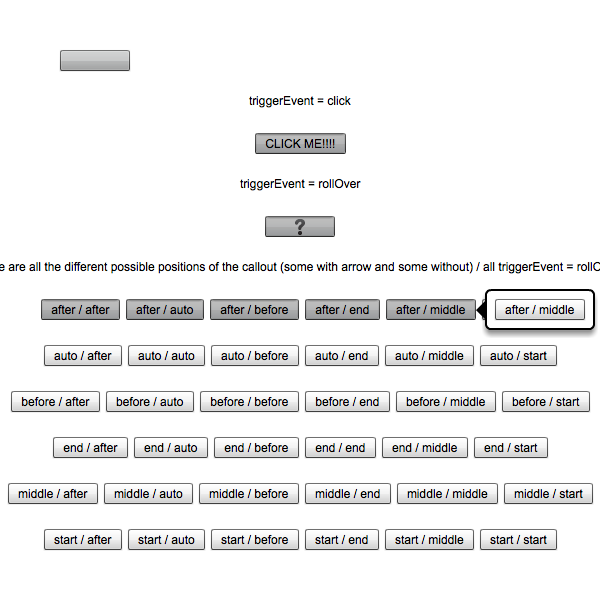 triggerEvent = click
CLICK ME!!!!
triggerEvent = rollOver
?
are all the different possible positions of the callout (some with arrow and some without) / all triggerEvent =
after / after after / auto after / before after / end after / middle after / middle
auto / after auto / auto auto / before auto / end auto / middle auto / start
before / after before / auto before / before before / end before / middle before / start
end / after end / auto end / before end / end end / middle end / start
middle / after middle / auto middle / before middle / end middle / middle middle / start
start / after start / auto start / before start / end start / middle start / start